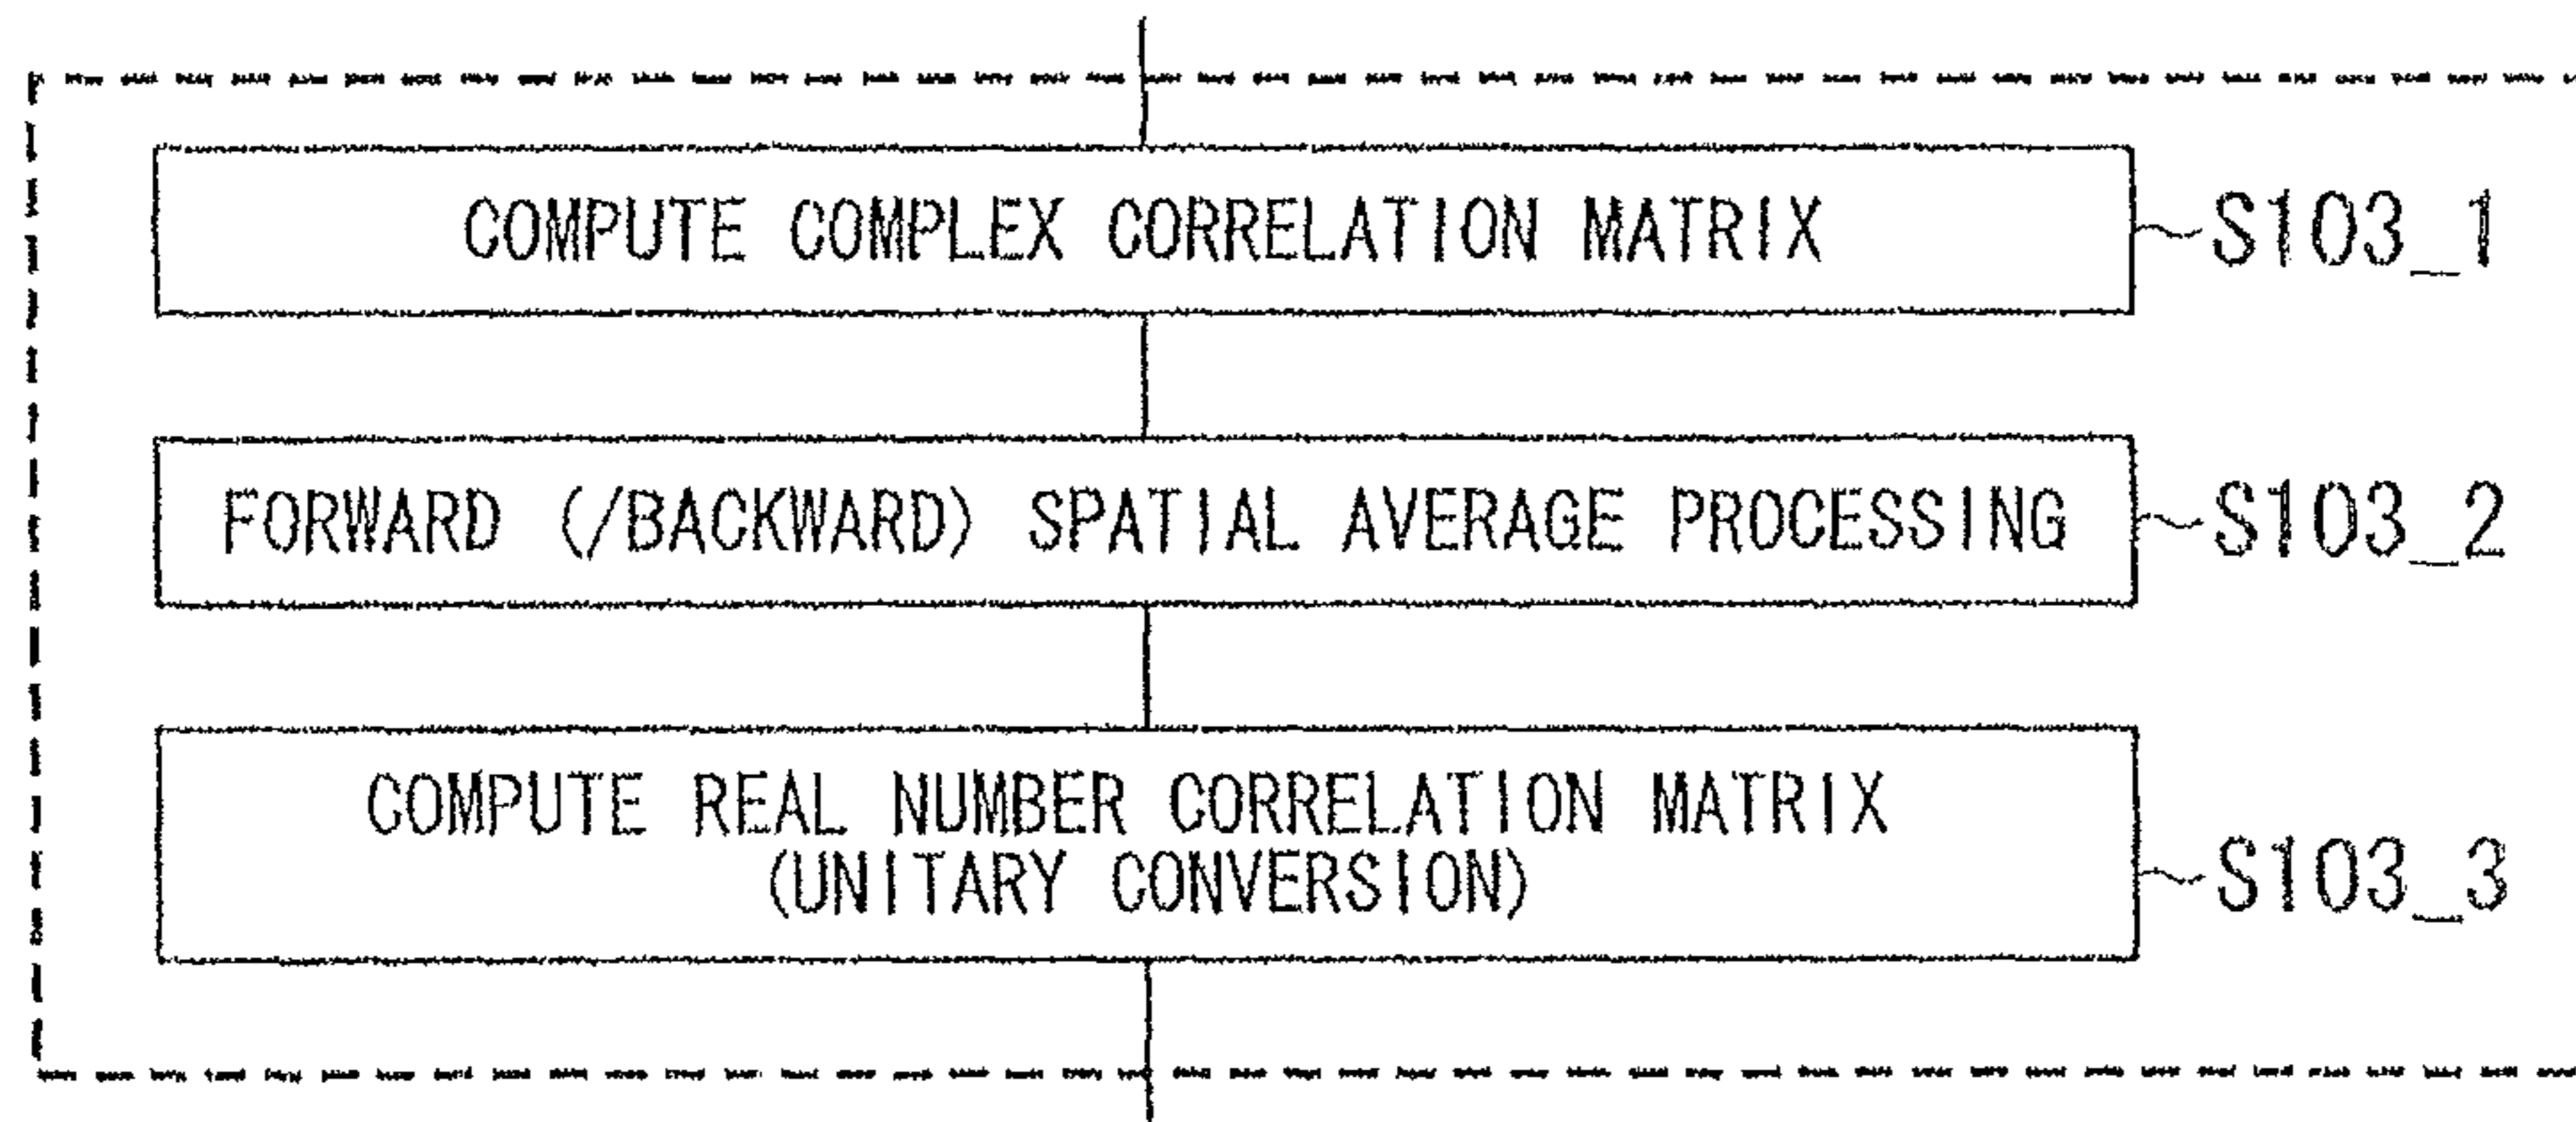 COMPUTE COMPLEX CORRELATION MATRIX
S103_1
FORWARD (/BACKWARD) SPATIAL AVERAGE PROCESSING
S103_2
COMPUTE REAL NUMBER CORRELATION MATRIX
(UNITARY CONVERSION)
S103_3